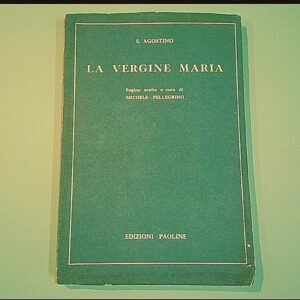 S. AGOSTINO
LA VERGINE MARIA
Pagine scelte a cura di
MICHELE PELLEGRINO
EDIZIONI PAOLINE